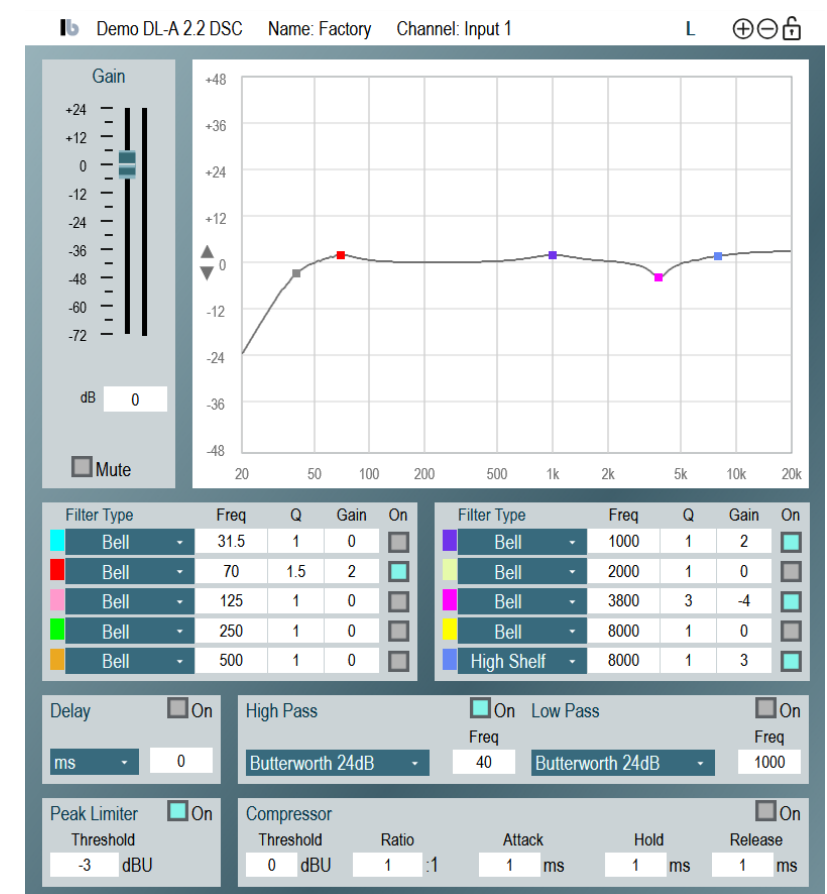 lb Demo DL-A 2.2 DSC Name: Factory Channel: Input 1 L
Gain
+24
+12
0
-12
-24
-36
-48
-60
-72
dB 0
Mute
+48
+36
+24
+12
0
-12
-24
-36
-48
20 50 100 200 500 1k 2k 5k 10k 20k
Filter Type Freq Q Gain On
Bell 31.5 1 0
Bell 70 1.5 2
Bell 125 1 0
Bell 250 1 0
Bell 500 1 0
Filter Type Freq Q Gain On
Bell 1000 1 2
Bell 2000 1 0
Bell 3800 3 -4
Bell 8000 1 0
High Shelf 8000 1 3
Delay On
ms 0
High Pass On
Freq
Butterworth 24dB 40
Low Pass On
Freq
Butterworth 24dB 1000
Peak Limiter On
Threshold
-3 dBU
Compressor On
Threshold Ratio Attack Hold Release
0 dBU 1 :1 1 ms 1 ms 1 ms